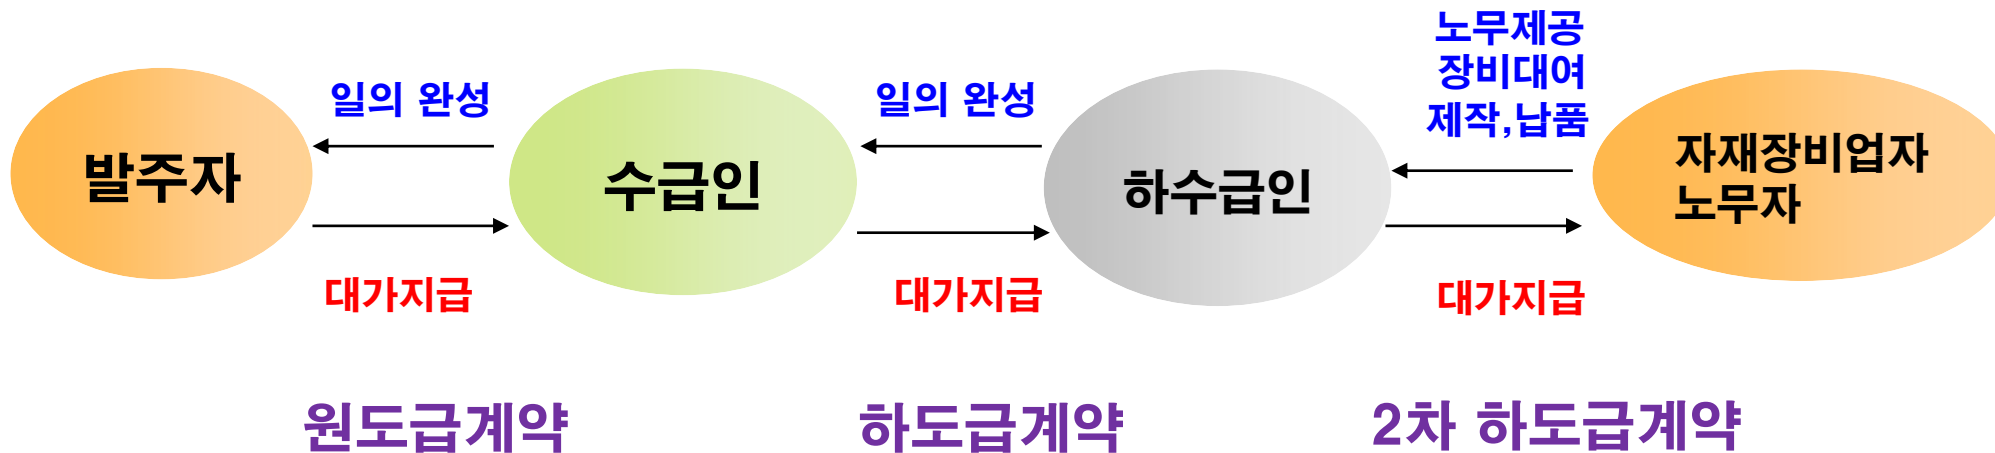 노무제공
장비대여
제작,납품
일의 완성
일의 완성
발주자
수급인
하수급인
자재장비업자
노무자
대가지급
대가지급
대가지급
원도급계약
하도급계약
2차 하도급계약